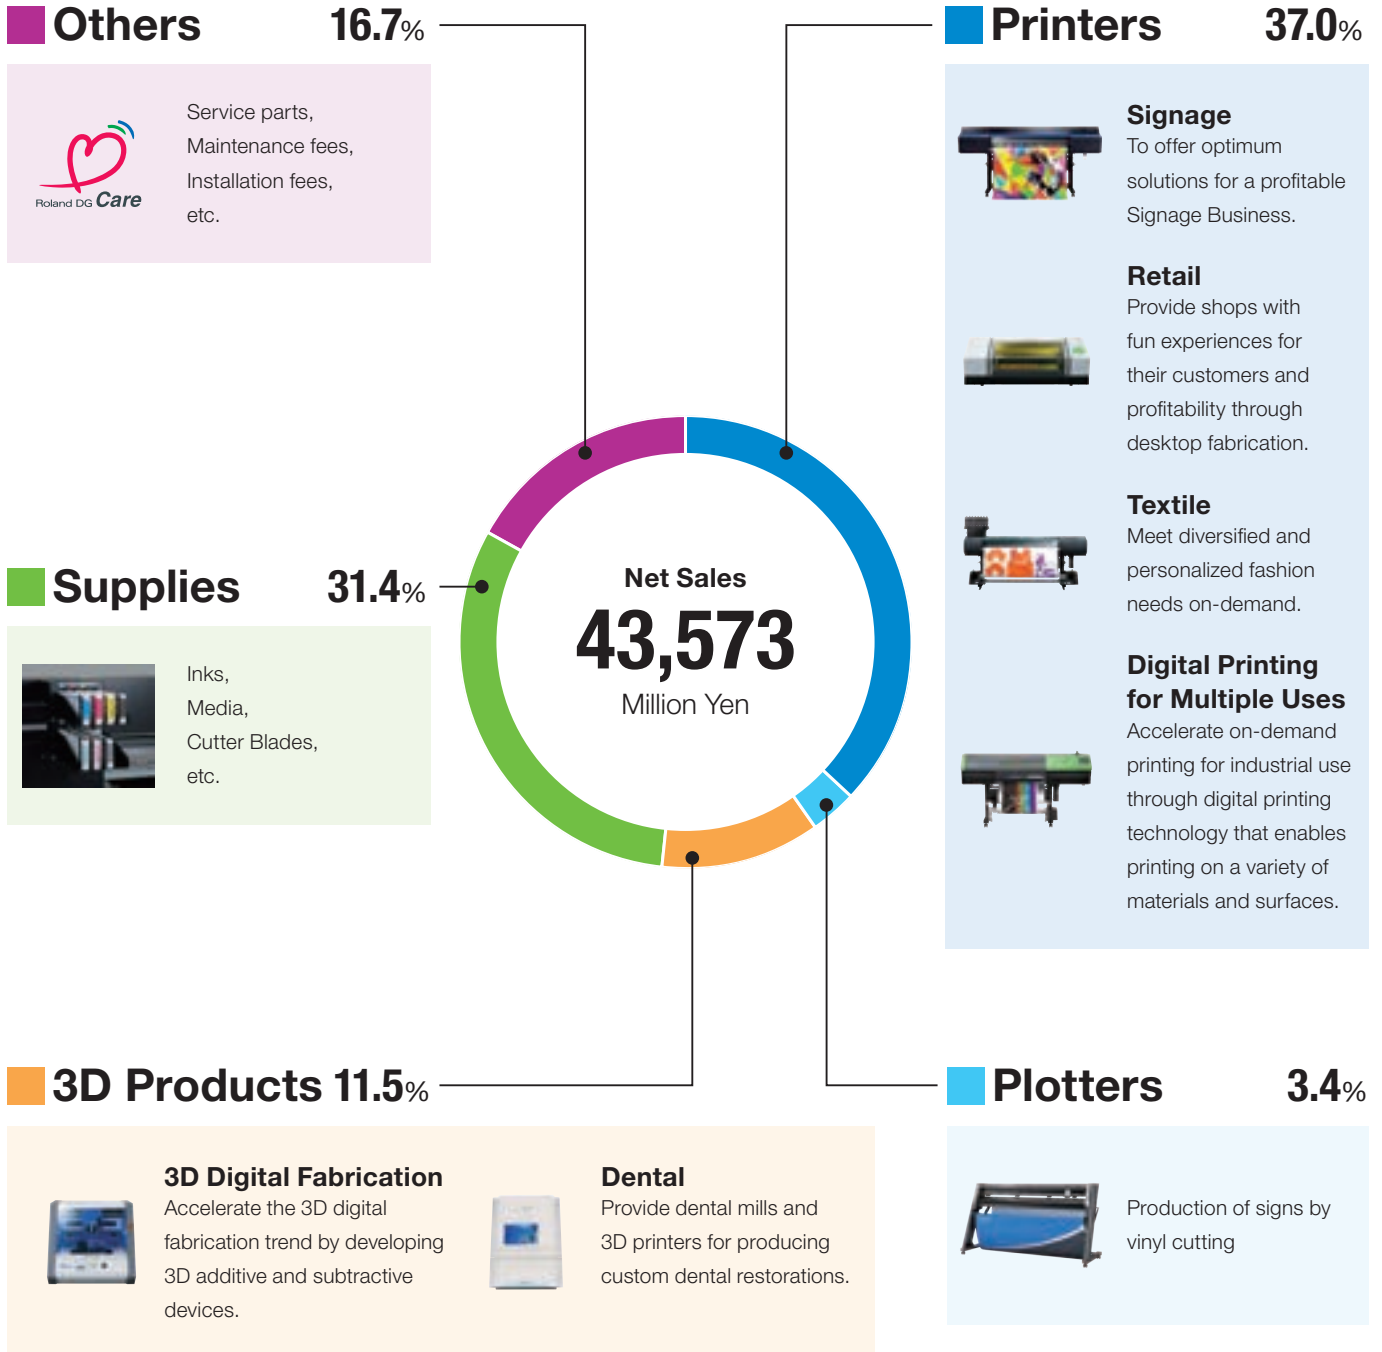 Others 16.7%
Service parts,
Maintenance fees,
Installation fees,
etc.
Roland DG Care
Printers 37.0%
Signage
To offer optimum
solutions for a profitable
Signage Business.
Retail
Provide shops with
fun experiences for
their customers and
profitability through
desktop fabrication.
Textile
Meet diversified and
personalized fashion
needs on-demand.
Digital Printing
for Multiple Uses
Accelerate on-demand
printing for industrial use
through digital printing
technology that enables
printing on a variety of
materials and surfaces.
Supplies 31.4%
Inks,
Media,
Cutter Blades,
etc.
Net Sales
43,573
Million Yen
3D Products 11.5%
3D Digital Fabrication
Accelerate the 3D digital
fabrication trend by developing
3D additive and subtractive
devices.
Dental
Provide dental mills and
3D printers for producing
custom dental restorations.
Plotters 3.4%
Production of signs by
vinyl cutting